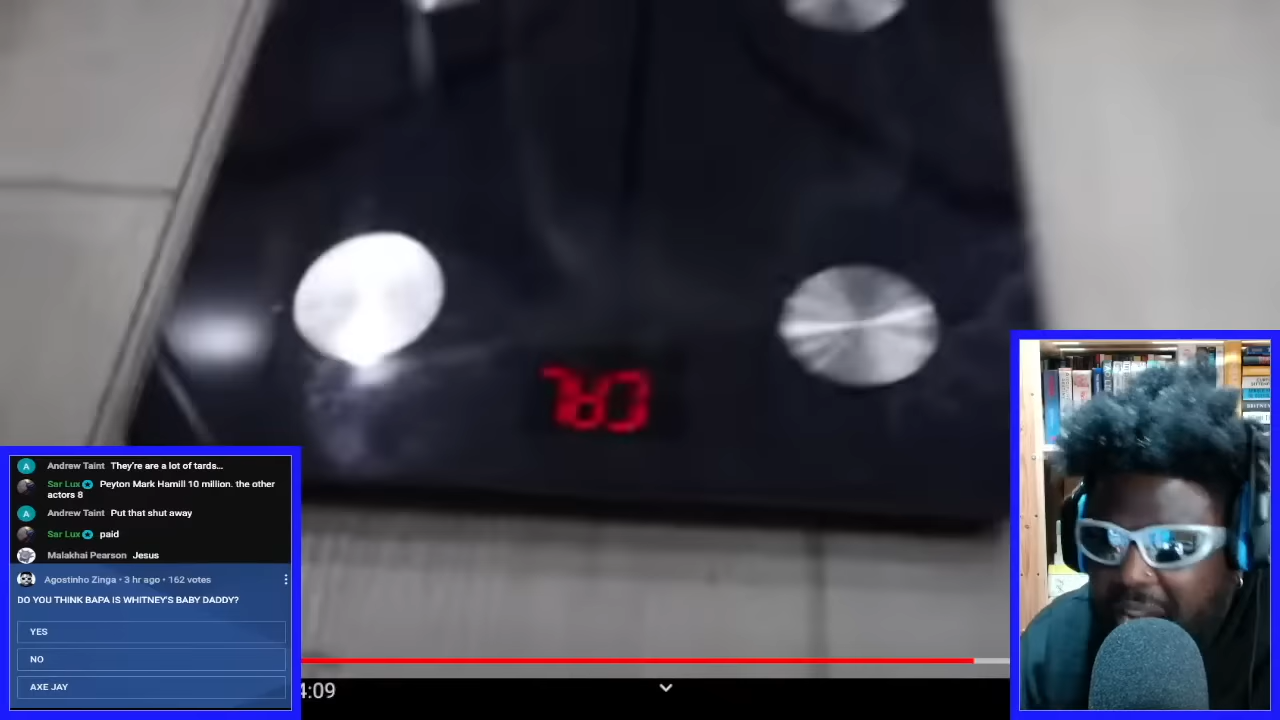 CAL
Andrew Taint They're are a lot of tards...
Sar Lux Peyton Mark Hamill 10 million. the other
actors 8
Andrew Taint Put that shut away
Sar Lux paid
Malakhai Pearson Jesus
Agostinho Zinga • 3 hr ago • 162 votes
DO YOU THINK BAPA IS WHITNEY'S BABY DADDY?
YES
NO
AXE JAY
4:09